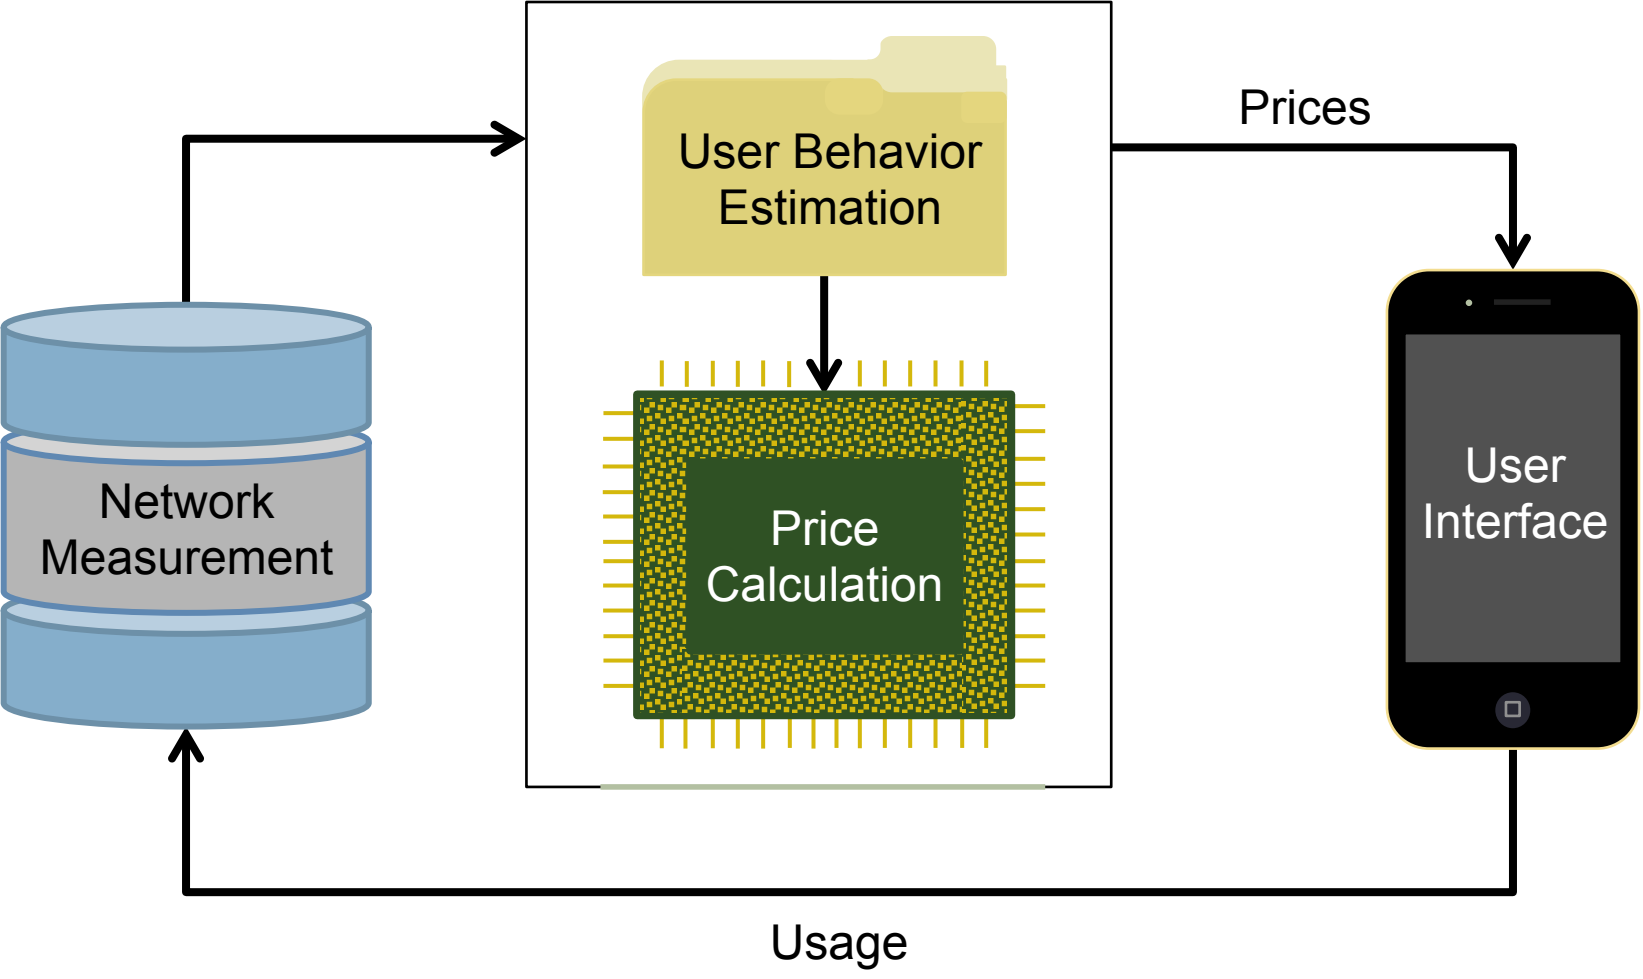 Prices
User Behavior
Estimation
Network
Measurement
Price
Calculation
User
Interface
Usage